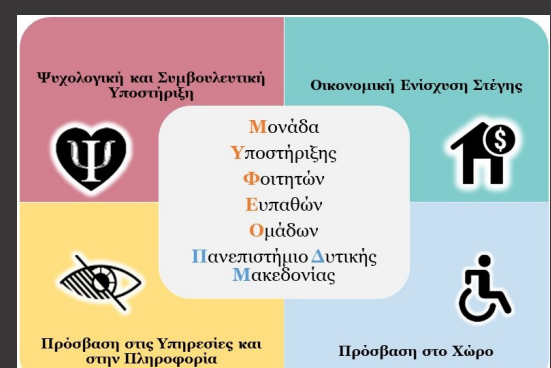 Ψυχολογική και Συμβουλευτική
Υποστήριξη
Οικονομική Ενίσχυση Στέγης
Ψ
$
Μονάδα
Υποστήριξης
Φοιτητών
Ευπαθών
Ομάδων
Πανεπιστήμιο Δυτικής
Μακεδονίας
Πρόσβαση στις Υπηρεσίες και
στην Πληροφορία
Πρόσβαση στο Χώρο